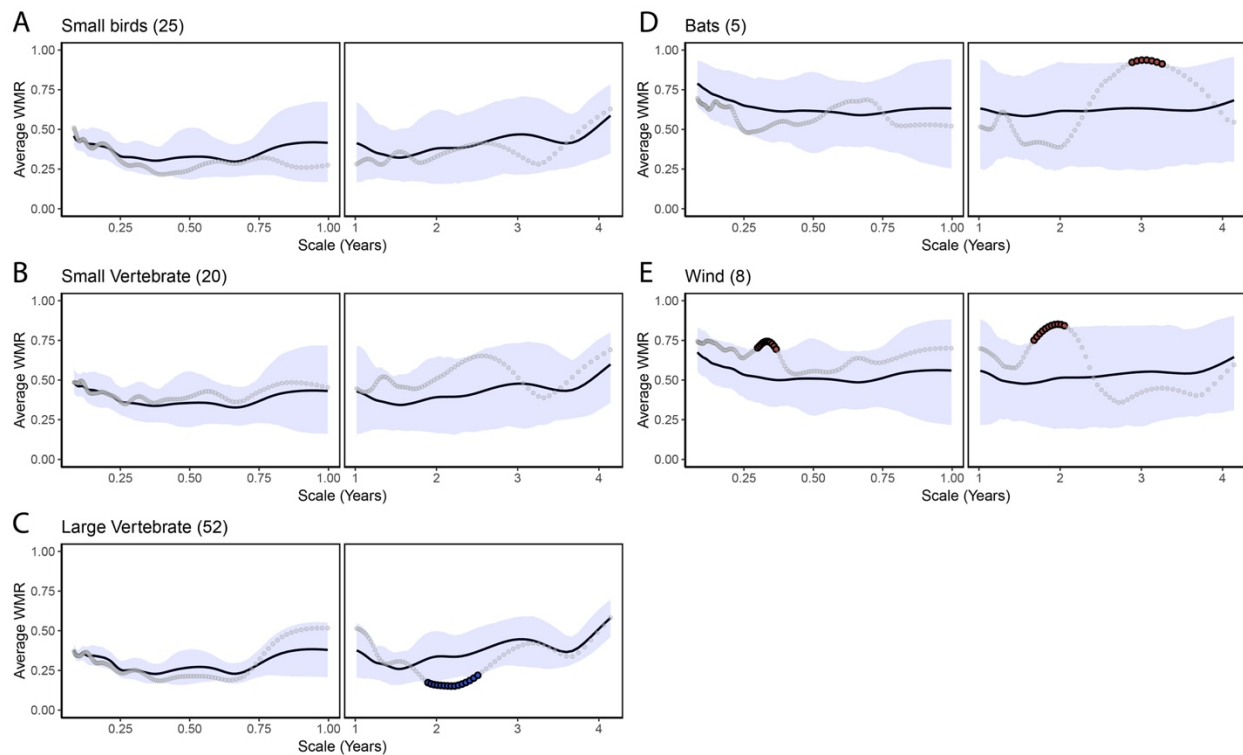 A Small birds (25)
1.00
0.75
0.50
0.25
0.00
Average WMR
0.25 0.50 0.75 1.00 1 2 3 4
Scale (Years)
B Small Vertebrate (20)
1.00
0.75
0.50
0.25
0.00
Average WMR
0.25 0.50 0.75 1.00 1 2 3 4
Scale (Years)
C Large Vertebrate (52)
1.00
0.75
0.50
0.25
0.00
Average WMR
0.25 0.50 0.75 1.00 1 2 3 4
Scale (Years)
D Bats (5)
1.00
0.75
0.50
0.25
0.00
Average WMR
0.25 0.50 0.75 1.00 1 2 3 4
Scale (Years)
E Wind (8)
1.00
0.75
0.50
0.25
0.00
Average WMR
0.25 0.50 0.75 1.00 1 2 3 4
Scale (Years)